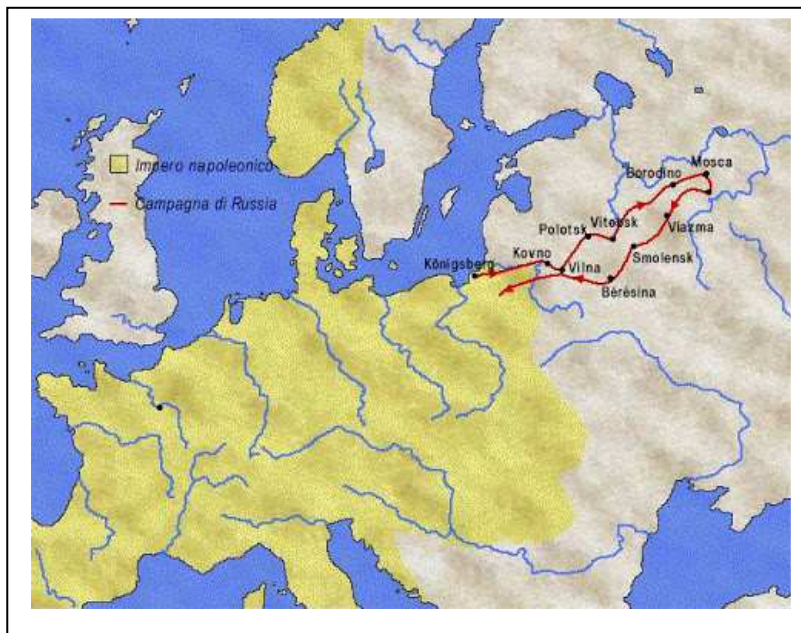 Impero napoleonico
Campagna di Russia
Mosca
Borodino
Polotsk
Vitebsk
Viazma
Kovno
Smolensk
Königsberg
Vilna
Bérésina